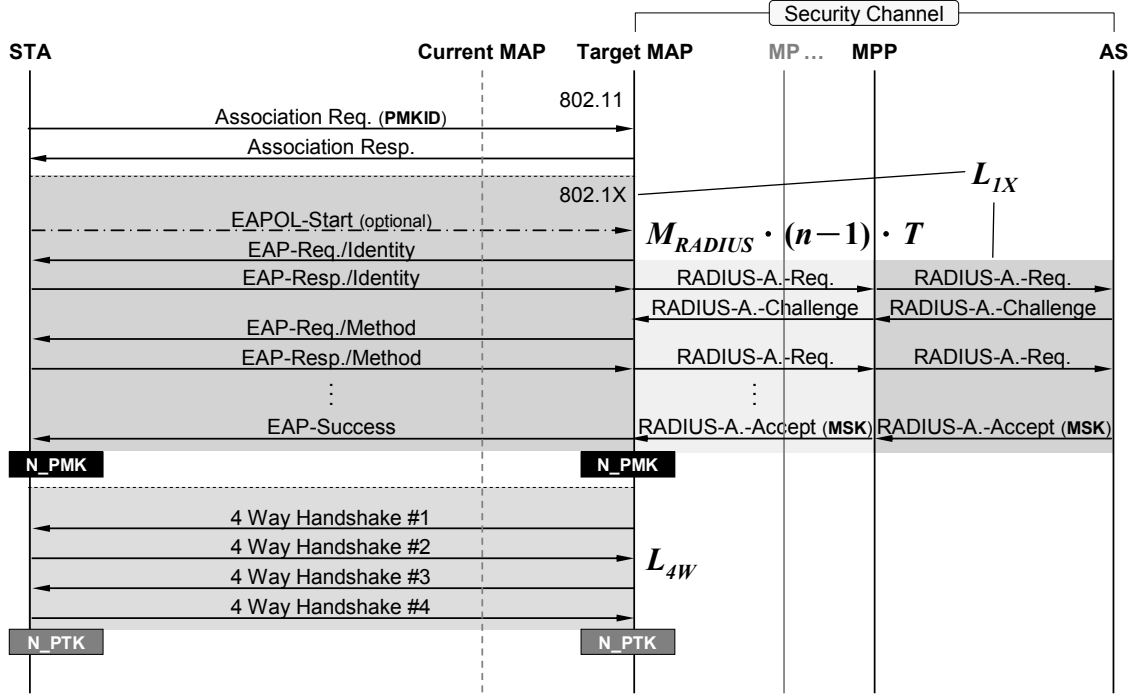 Security Channel
STA Current MAP Target MAP MP ... MPP AS
802.11
Association Req. (PMKID)
Association Resp.
L1X
802.1X
EAPOL-Start (optional)
MRADIUS · (n−1) · T
EAP-Req./Identity
EAP-Resp./Identity RADIUS-A.-Req. RADIUS-A.-Req.
RADIUS-A.-Challenge RADIUS-A.-Challenge
EAP-Req./Method
EAP-Resp./Method RADIUS-A.-Req. RADIUS-A.-Req.
⋮ ⋮
EAP-Success RADIUS-A.-Accept (MSK) RADIUS-A.-Accept (MSK)
N_PMK N_PMK
4 Way Handshake #1
4 Way Handshake #2
L4W
4 Way Handshake #3
4 Way Handshake #4
N_PTK N_PTK